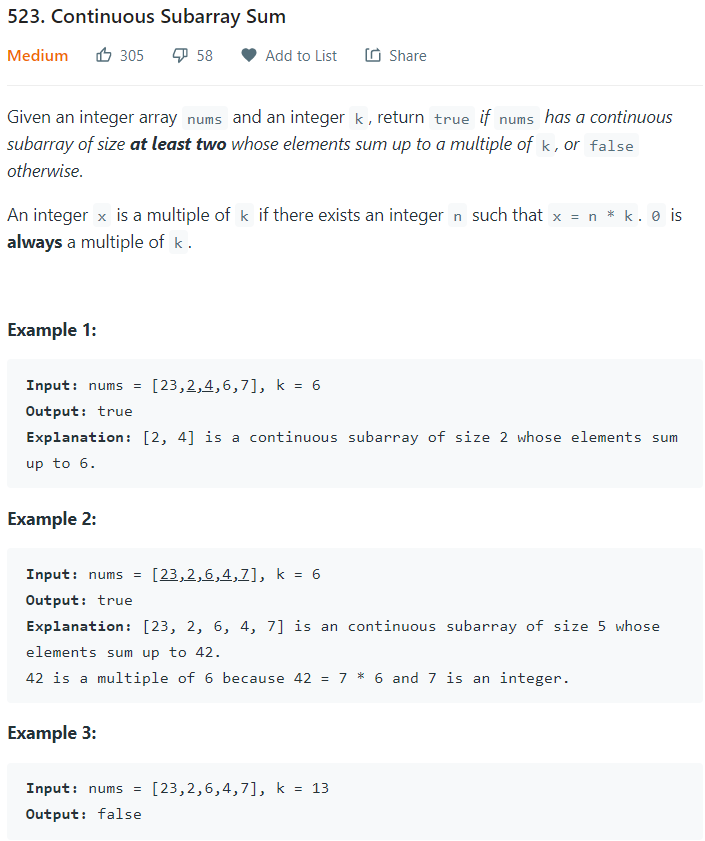 523. Continuous Subarray Sum
Medium 305 58 Add to List Share
Given an integer array nums and an integer k, return true if nums has a continuous
subarray of size at least two whose elements sum up to a multiple of k, or false
otherwise.
An integer x is a multiple of k if there exists an integer n such that x = n * k. 0 is
always a multiple of k.
Example 1:
Input: nums = [23,2,4,6,7], k = 6
Output: true
Explanation: [2, 4] is a continuous subarray of size 2 whose elements sum
up to 6.
Example 2:
Input: nums = [23,2,6,4,7], k = 6
Output: true
Explanation: [23, 2, 6, 4, 7] is an continuous subarray of size 5 whose
elements sum up to 42.
42 is a multiple of 6 because 42 = 7 * 6 and 7 is an integer.
Example 3:
Input: nums = [23,2,6,4,7], k = 13
Output: false